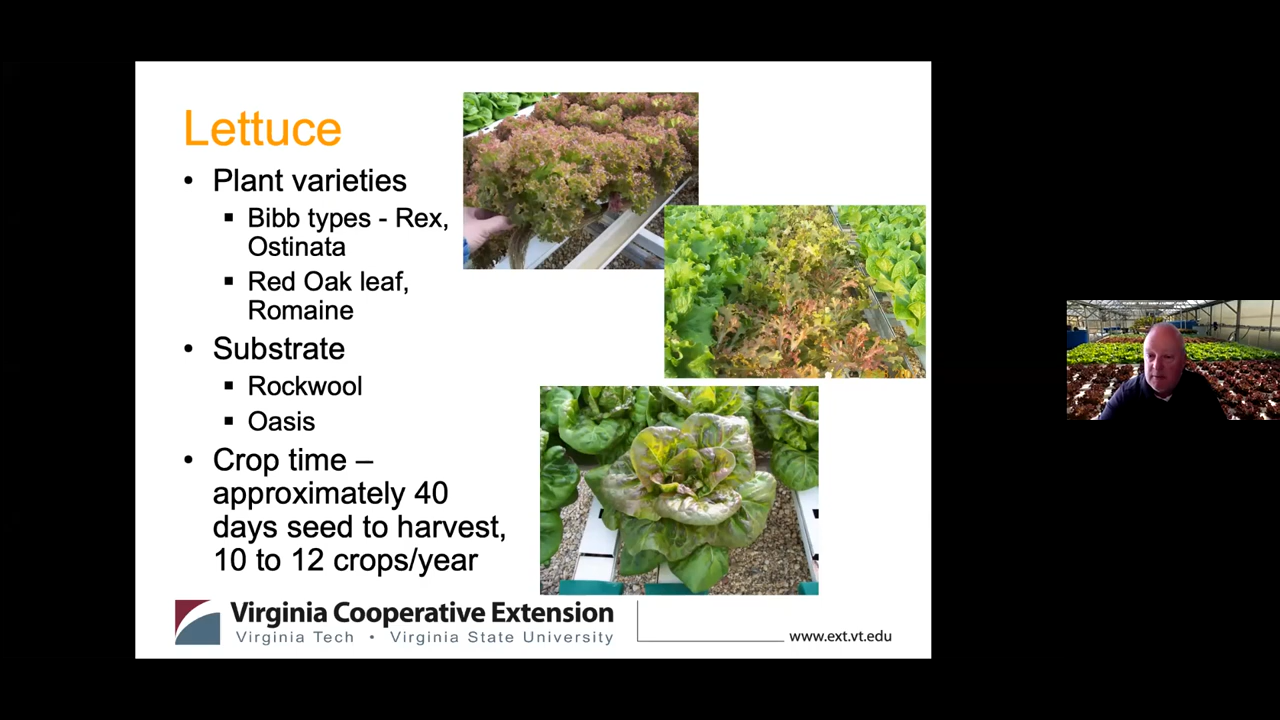 Lettuce
• Plant varieties
▪ Bibb types - Rex,
Ostinata
▪ Red Oak leaf,
Romaine
• Substrate
▪ Rockwool
▪ Oasis
• Crop time –
approximately 40
days seed to harvest,
10 to 12 crops/year
Virginia Cooperative Extension
Virginia Tech • Virginia State University
www.ext.vt.edu